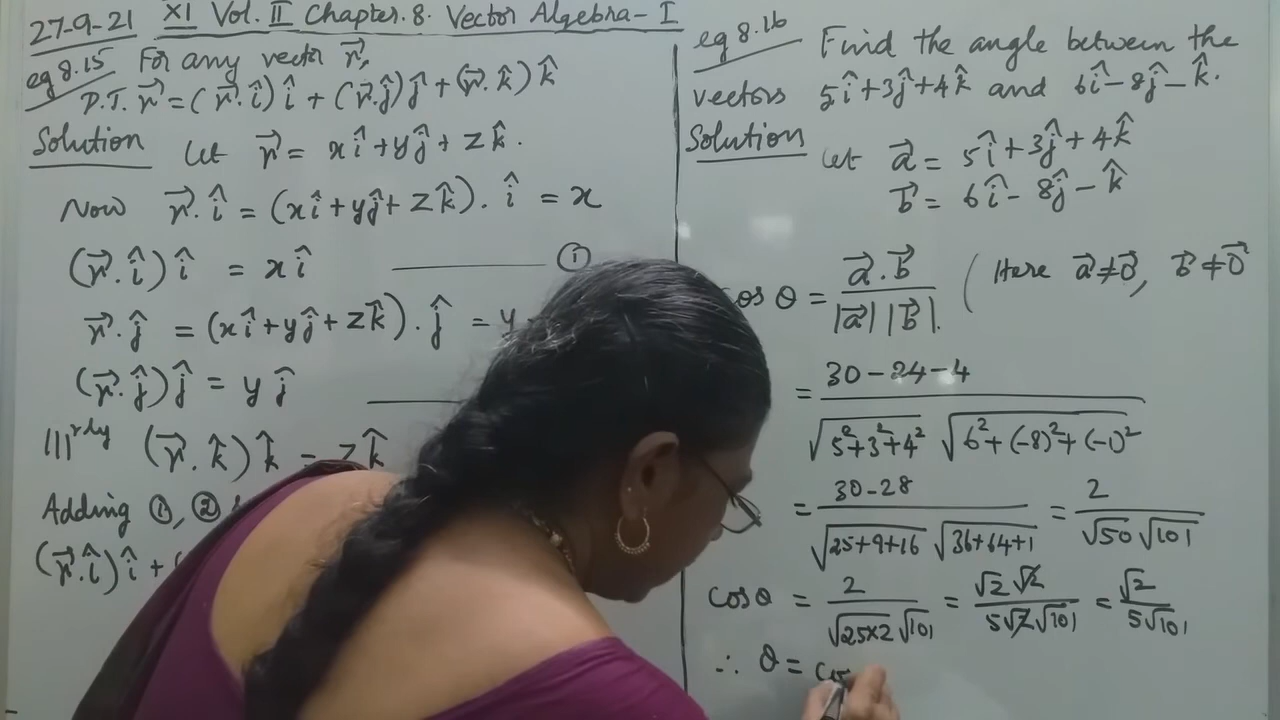 27-9-21 XI Vol. II Chapter. 8. Vector Algebra - I
eg 8.15 For any vector r⃗,
P.T. r⃗ = (r⃗.î)î + (r⃗.ĵ)ĵ + (r⃗.k̂)k̂
Solution Let r⃗ = xî + yĵ + zk̂.
Now r⃗.î = (xî + yĵ + zk̂). î = x
(r⃗.î)î = xî ——— ①
r⃗.ĵ = (xî + yĵ + zk̂). ĵ = y
(r⃗.ĵ)ĵ = yĵ ———
|||rly (r⃗.k̂)k̂ = zk̂
Adding ①, ②
(r⃗.î)î +
eg 8.16 Find the angle between the
vectors 5î + 3ĵ + 4k̂ and 6î - 8ĵ - k̂.
Solution Let a⃗ = 5î + 3ĵ + 4k̂
b⃗ = 6î - 8ĵ - k̂
cos θ = a⃗.b⃗ / |a⃗| |b⃗|. ( Here a⃗ ≠ 0⃗, b⃗ ≠ 0⃗
= 30 - 24 - 4 / √5²+3²+4² √6²+(-8)²+(-1)²
= 30-28 / √25+9+16 √36+64+1 = 2 / √50 √101
cosθ = 2 / √25×2 √101 = √2 √2 / 5√2 √101 = √2 / 5√101
∴ θ = cos